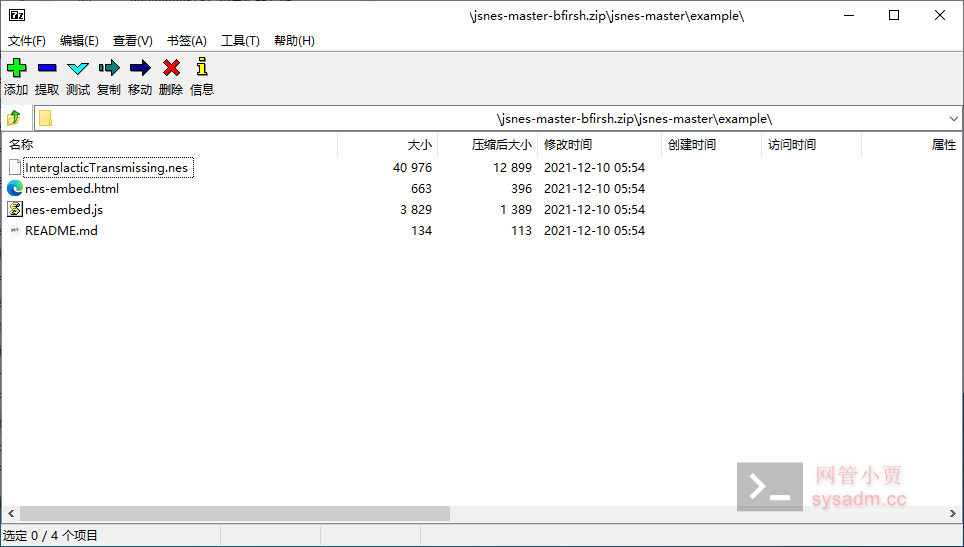 7z
\jsnes-master-bfirsh.zip\jsnes-master\example\
文件(F) 编辑(E) 查看(V) 书签(A) 工具(T) 帮助(H)
添加 提取 测试 复制 移动 删除 信息
\jsnes-master-bfirsh.zip\jsnes-master\example\
名称 大小 压缩后大小 修改时间 创建时间 访问时间 属性
InterglacticTransmissing.nes 40 976 12 899 2021-12-10 05:54
nes-embed.html 663 396 2021-12-10 05:54
nes-embed.js 3 829 1 389 2021-12-10 05:54
README.md 134 113 2021-12-10 05:54
网管小贾
sysadm.cc
选定 0 / 4 个项目